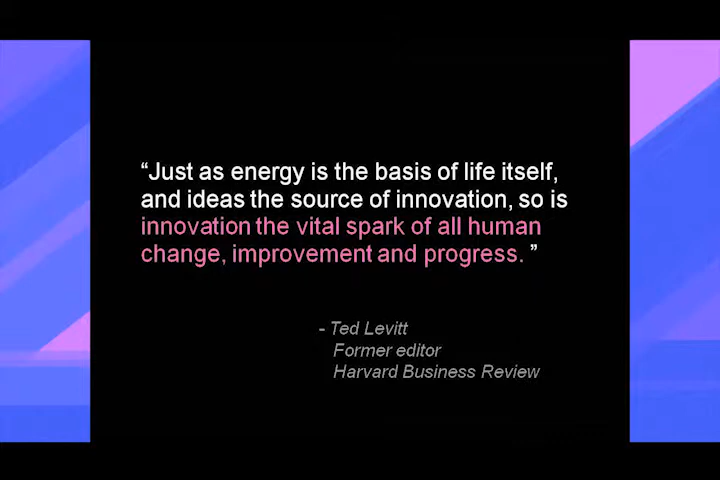 “Just as energy is the basis of life itself,
and ideas the source of innovation, so is
innovation the vital spark of all human
change, improvement and progress. ”
- Ted Levitt
Former editor
Harvard Business Review